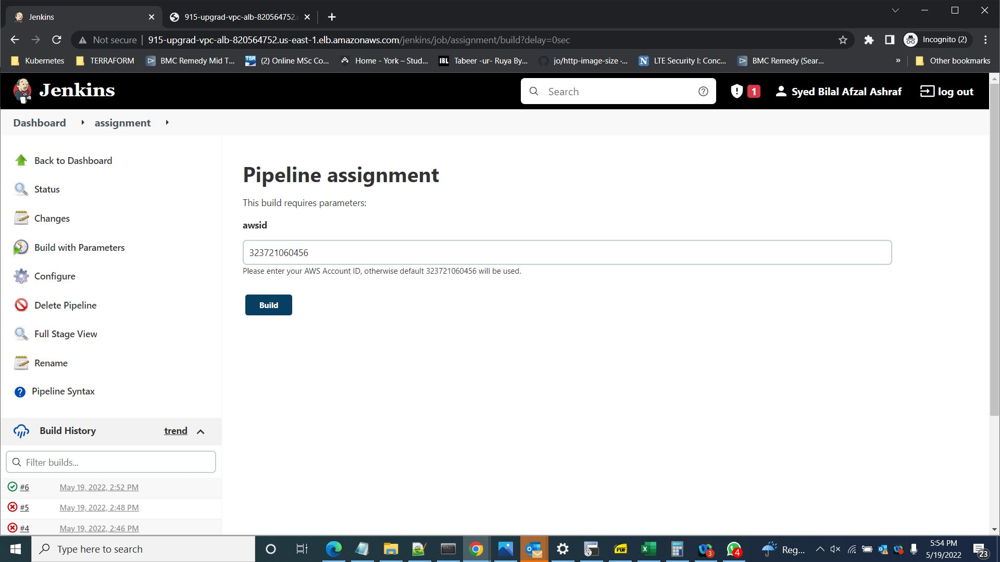 Jenkins
915-upgrad-vpc-alb-820564752.
Not secure
915-upgrad-vpc-alb-820564752.us-east-1.elb.amazonaws.com/jenkins/job/assignment/build?delay=0sec
Incognito (2)
Kubernetes
TERRAFORM
BMC Remedy Mid T...
TSR
(2) Online MSc Co...
Home - York – Stud...
IBL
Tabeer -ur- Ruya By...
jo/http-image-size ·...
N
LTE Security I: Conc...
BMC Remedy (Sear...
»
Other bookmarks
Jenkins
Search
1
Syed Bilal Afzal Ashraf
log out
Dashboard
assignment
Back to Dashboard
Status
Changes
Build with Parameters
Configure
Delete Pipeline
Full Stage View
Rename
Pipeline Syntax
Pipeline assignment
This build requires parameters:
awsid
323721060456
Please enter your AWS Account ID, otherwise default 323721060456 will be used.
Build
Build History
trend
Filter builds...
#6 May 19, 2022, 2:52 PM
#5 May 19, 2022, 2:48 PM
#4 May 19, 2022, 2:46 PM
Type here to search
PDF
3
4
Reg...
5:54 PM
5/19/2022
23